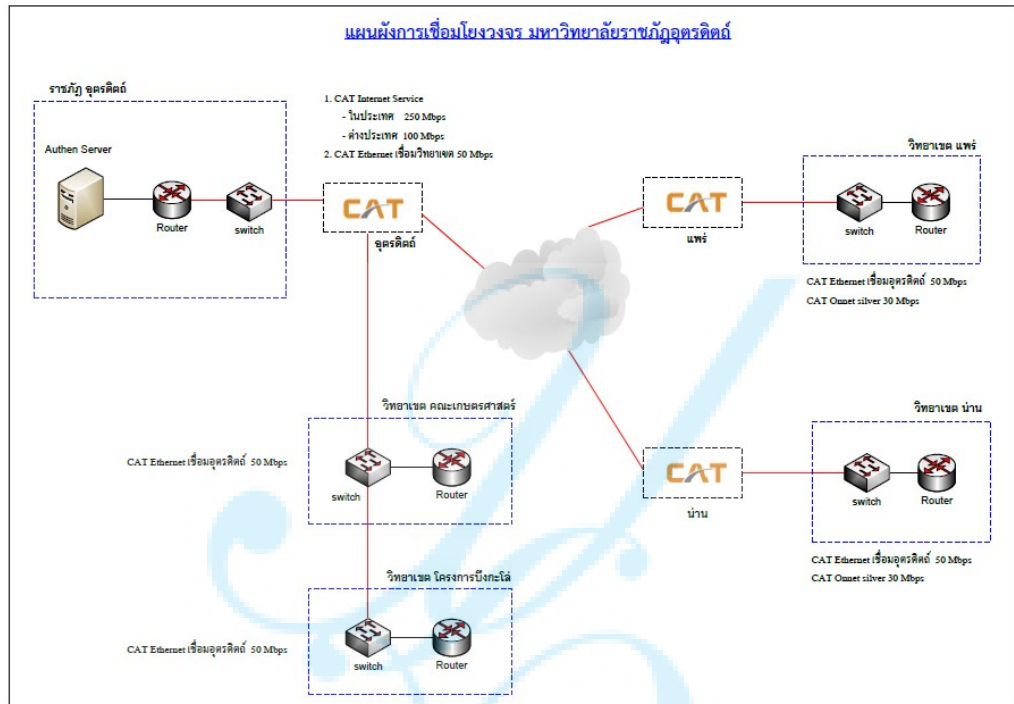 แผนผังการเชื่อมโยงวงจร มหาวิทยาลัยราชภัฎอุตรดิตถ์
ราชภัฎ อุตรดิตถ์
Authen Server
Router
switch
1. CAT Internet Service
- ในประเทศ 250 Mbps
- ต่างประเทศ 100 Mbps
2. CAT Ethernet เชื่อมวิทยาเขต 50 Mbps
CAT
อุตรดิตถ์
CAT
แพร่
วิทยาเขต แพร่
switch
Router
CAT Ethernet เชื่อมอุตรดิตถ์ 50 Mbps
CAT Onnet silver 30 Mbps
วิทยาเขต คณะเกษตรศาสตร์
CAT Ethernet เชื่อมอุตรดิตถ์ 50 Mbps
switch
Router
CAT
น่าน
วิทยาเขต น่าน
switch
Router
CAT Ethernet เชื่อมอุตรดิตถ์ 50 Mbps
CAT Onnet silver 30 Mbps
วิทยาเขต โครงการบึงกะโล่
CAT Ethernet เชื่อมอุตรดิตถ์ 50 Mbps
switch
Router